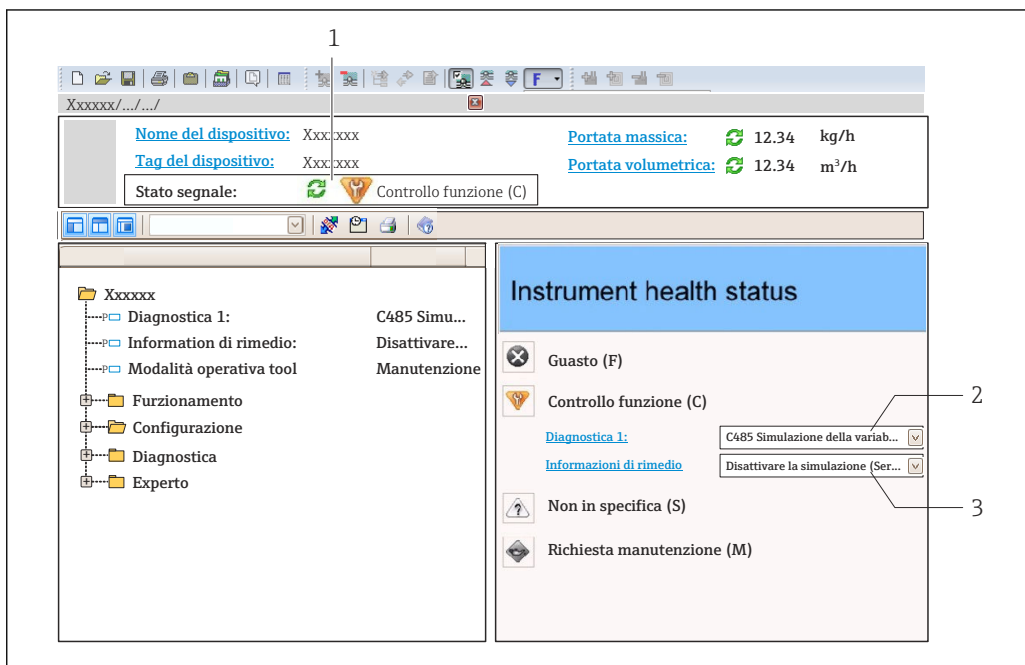 1
F
Xxxxxx/.../.../
Nome del dispositivo: Xxxxxxx
Portata massica: 12.34 kg/h
Tag del dispositivo: Xxxxxxx
Portata volumetrica: 12.34 m³/h
Stato segnale: Controllo funzione (C)
Xxxxxx
Diagnostica 1: C485 Simu...
Information di rimedio: Disattivare...
Modalità operativa tool Manutenzione
Furzionamento
Configurazione
Diagnostica
Experto
Instrument health status
Guasto (F)
Controllo funzione (C)
2
Diagnostica 1: C485 Simulazione della variab...
Informazioni di rimedio Disattivare la simulazione (Ser...
3
Non in specifica (S)
Richiesta manutenzione (M)